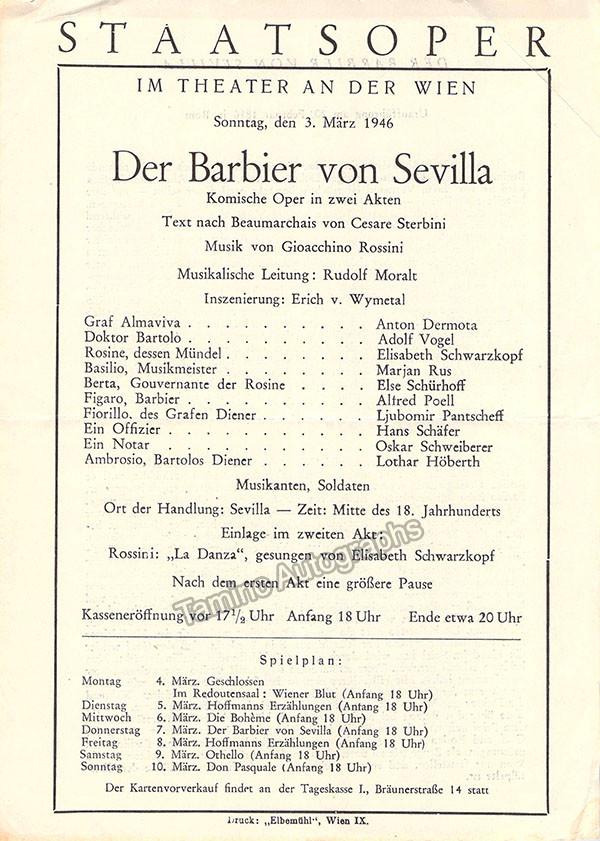 STAATSOPER
IM THEATER AN DER WIEN
Sonntag, den 3. März 1946
Der Barbier von Sevilla
Komische Oper in zwei Akten
Text nach Beaumarchais von Cesare Sterbini
Musik von Gioacchino Rossini
Musikalische Leitung: Rudolf Moralt
Inszenierung: Erich v. Wymetal
Graf Almaviva . . . . . . . . . . . Anton Dermota
Doktor Bartolo . . . . . . . . . . . Adolf Vogel
Rosine, dessen Mündel . . . . . . . . Elisabeth Schwarzkopf
Basilio, Musikmeister . . . . . . . . . Marjan Rus
Berta, Gouvernante der Rosine . . . . Else Schürhoff
Figaro, Barbier . . . . . . . . . . . Alfred Poell
Fiorillo, des Grafen Diener . . . . . . Ljubomir Pantscheff
Ein Offizier . . . . . . . . . . . Hans Schäfer
Ein Notar . . . . . . . . . . . Oskar Schweiberer
Ambrosio, Bartolos Diener . . . . . . Lothar Höberth
Musikanten, Soldaten
Ort der Handlung: Sevilla — Zeit: Mitte des 18. Jahrhunderts
Einlage im zweiten Akt:
Rossini: „La Danza“, gesungen von Elisabeth Schwarzkopf
Nach dem ersten Akt eine größere Pause
Tamino Autographs
Kasseneröffnung vor 17 1/2 Uhr Anfang 18 Uhr Ende etwa 20 Uhr
Spielplan:
Montag 4. März. Geschlossen
Im Redoutensaal: Wiener Blut (Anfang 18 Uhr)
Dienstag 5. März. Hoffmanns Erzählungen (Anfang 18 Uhr)
Mittwoch 6. März. Die Bohème (Anfang 18 Uhr)
Donnerstag 7. März. Der Barbier von Sevilla (Anfang 18 Uhr)
Freitag 8. März. Hoffmanns Erzählungen (Anfang 18 Uhr)
Samstag 9. März. Othello (Anfang 18 Uhr)
Sonntag 10. März. Don Pasquale (Anfang 18 Uhr)
Der Kartenvorverkauf findet an der Tageskasse I., Bräunerstraße 14 statt
Druck: „Elbemühl“, Wien IX.